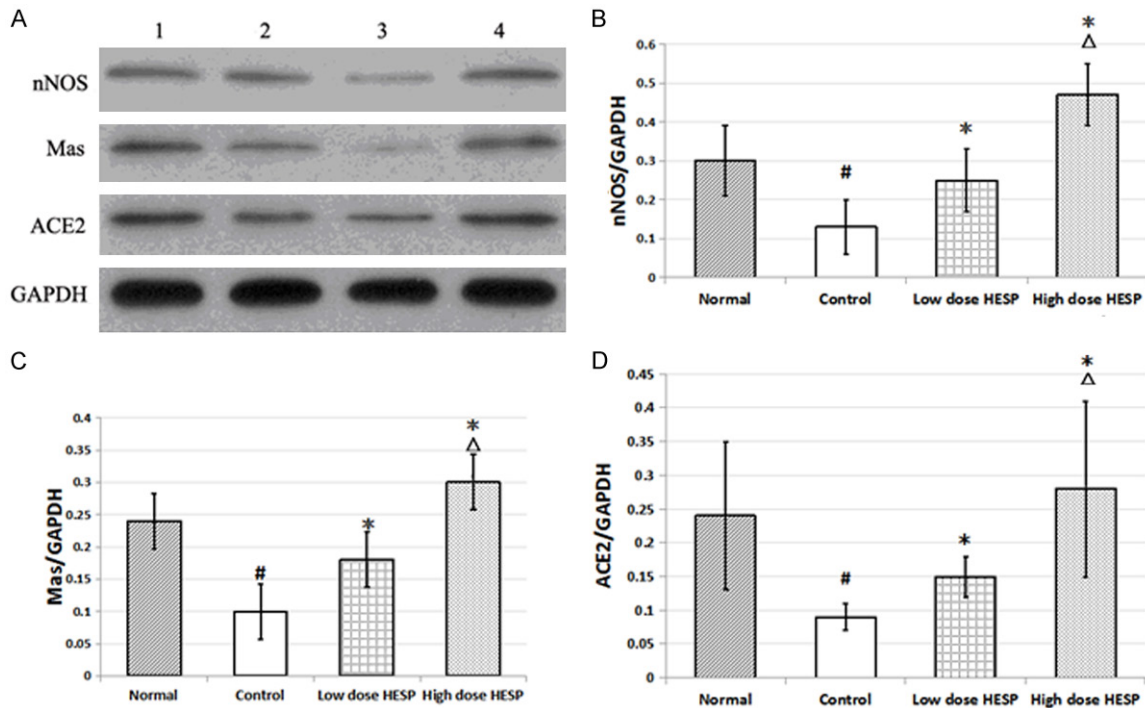 A
1 2 3 4
nNOS
Mas
ACE2
GAPDH
B
nNOS/GAPDH
0.6
0.5
0.4
0.3
0.2
0.1
0
#
*
*
△
Normal Control Low dose HESP High dose HESP
C
Mas/GAPDH
0.4
0.35
0.3
0.25
0.2
0.15
0.1
0.05
0
#
*
*
△
Normal Control Low dose HESP High dose HESP
D
ACE2/GAPDH
0.45
0.4
0.35
0.3
0.25
0.2
0.15
0.1
0.05
0
#
*
*
△
Normal Control Low dose HESP High dose HESP